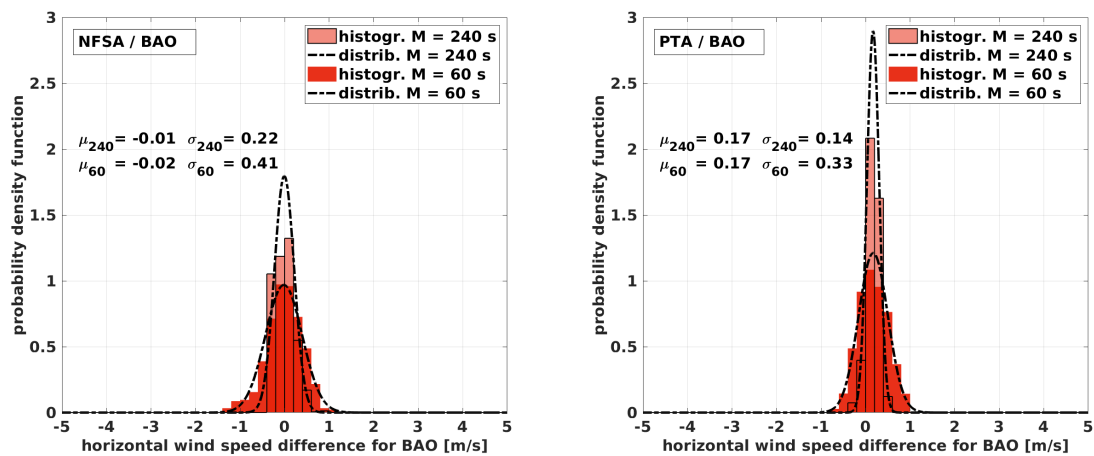 NFSA / BAO
histogr. M = 240 s
distrib. M = 240 s
histogr. M = 60 s
distrib. M = 60 s
μ240= -0.01 σ240= 0.22
μ60 = -0.02 σ60 = 0.41
probability density function
3
2.5
2
1.5
1
0.5
0
-5 -4 -3 -2 -1 0 1 2 3 4 5
horizontal wind speed difference for BAO [m/s]
PTA / BAO
histogr. M = 240 s
distrib. M = 240 s
histogr. M = 60 s
distrib. M = 60 s
μ240= 0.17 σ240= 0.14
μ60 = 0.17 σ60 = 0.33
probability density function
3
2.5
2
1.5
1
0.5
0
-5 -4 -3 -2 -1 0 1 2 3 4 5
horizontal wind speed difference for BAO [m/s]